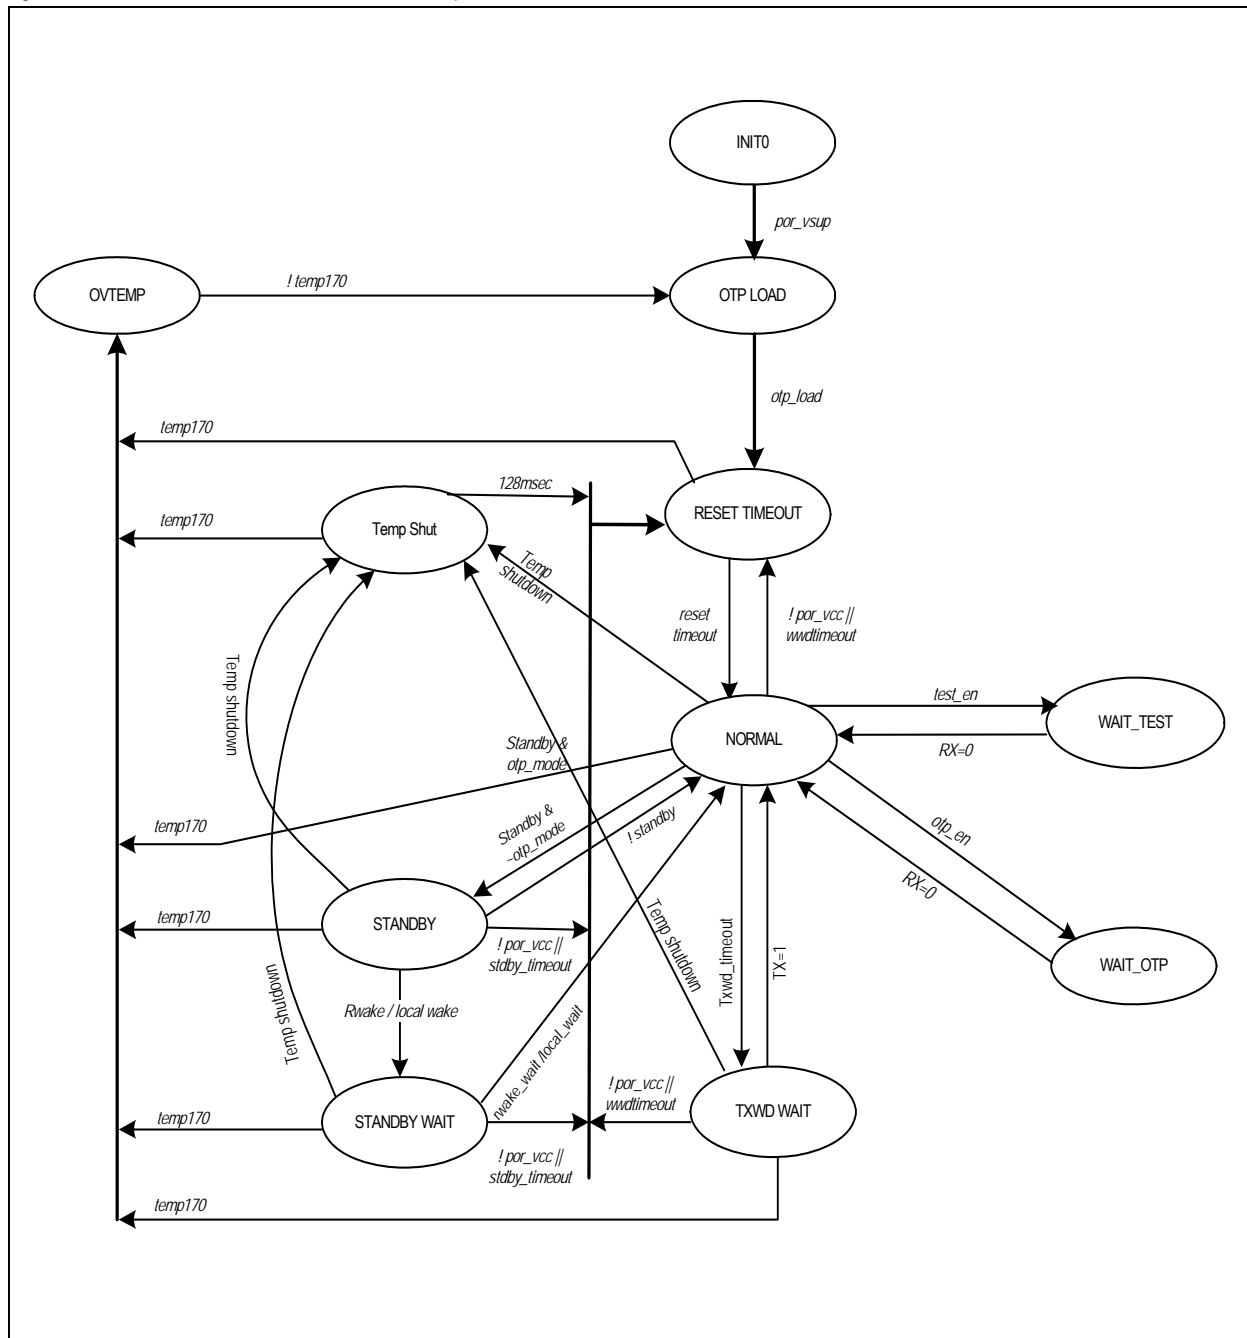 INIT0
por_vsup
OVTEMP
! temp170
OTP LOAD
otp_load
temp170
128msec
RESET TIMEOUT
Temp Shut
temp170
Temp
shutdown
reset
timeout
! por_vcc ||
wwdtimeout
Temp shutdown
test_en
WAIT_TEST
NORMAL
RX=0
Standby &
otp_mode
temp170
Standby &
~otp_mode
! standby
otp_en
RX=0
STANDBY
temp170
! por_vcc ||
stdby_timeout
Temp shutdown
Txwd_timeout
TX=1
WAIT_OTP
Rwake / local wake
Temp shutdown
rwake_wait /local_wait
! por_vcc ||
wwdtimeout
TXWD WAIT
temp170
STANDBY WAIT
! por_vcc ||
stdby_timeout
temp170